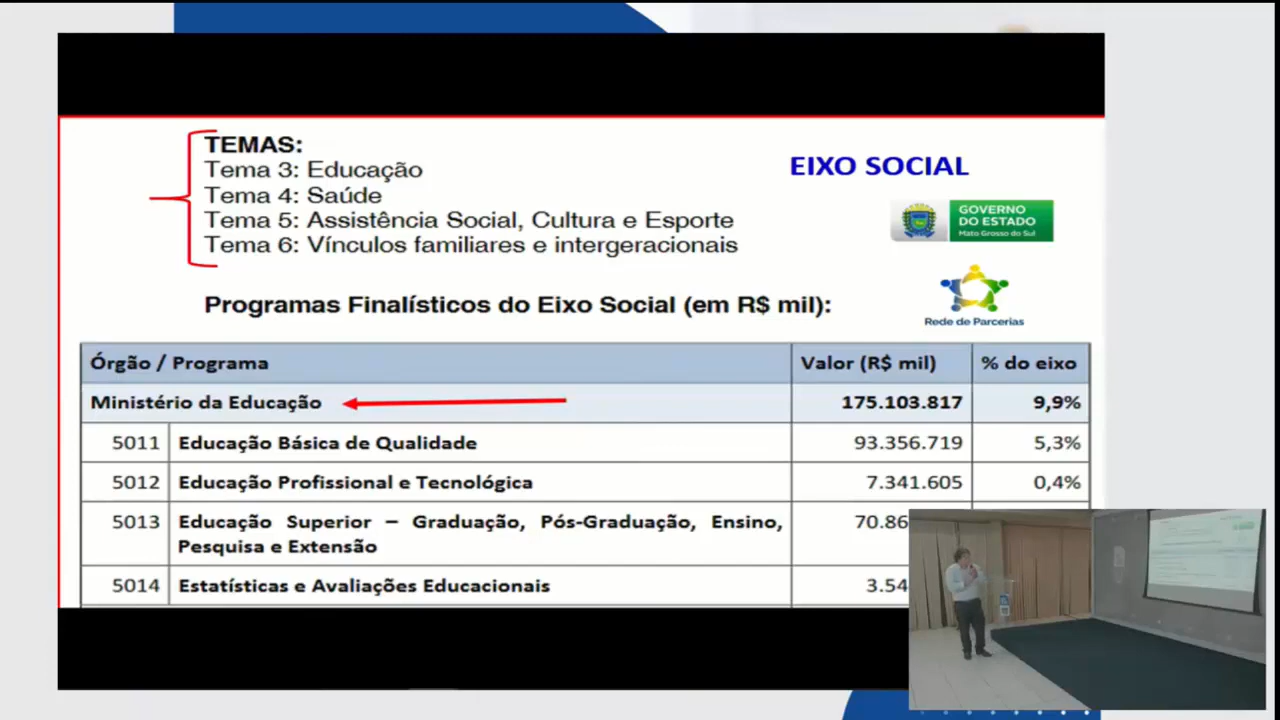 TEMAS:
Tema 3: Educação
Tema 4: Saúde
Tema 5: Assistência Social, Cultura e Esporte
Tema 6: Vínculos familiares e intergeracionais
EIXO SOCIAL
GOVERNO
DO ESTADO
Mato Grosso do Sul
Rede de Parcerias
Programas Finalísticos do Eixo Social (em R$ mil):
Órgão / Programa Valor (R$ mil) % do eixo
Ministério da Educação 175.103.817 9,9%
5011 Educação Básica de Qualidade 93.356.719 5,3%
5012 Educação Profissional e Tecnológica 7.341.605 0,4%
5013 Educação Superior – Graduação, Pós-Graduação, Ensino, 70.86
Pesquisa e Extensão
5014 Estatísticas e Avaliações Educacionais 3.54